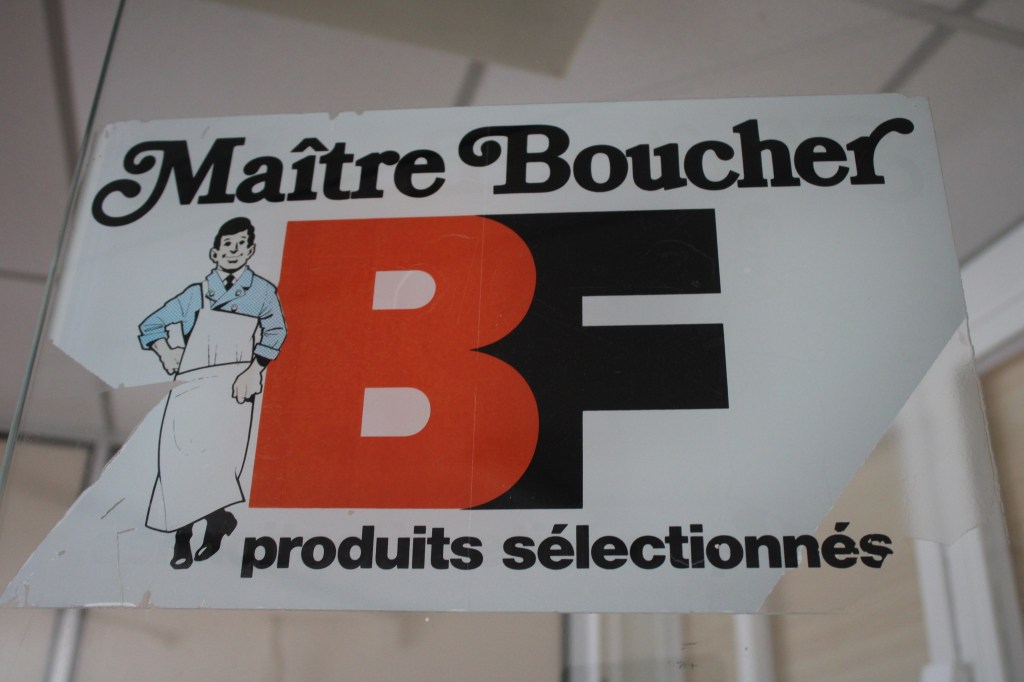 Maître Boucher
BF
produits sélectionnés